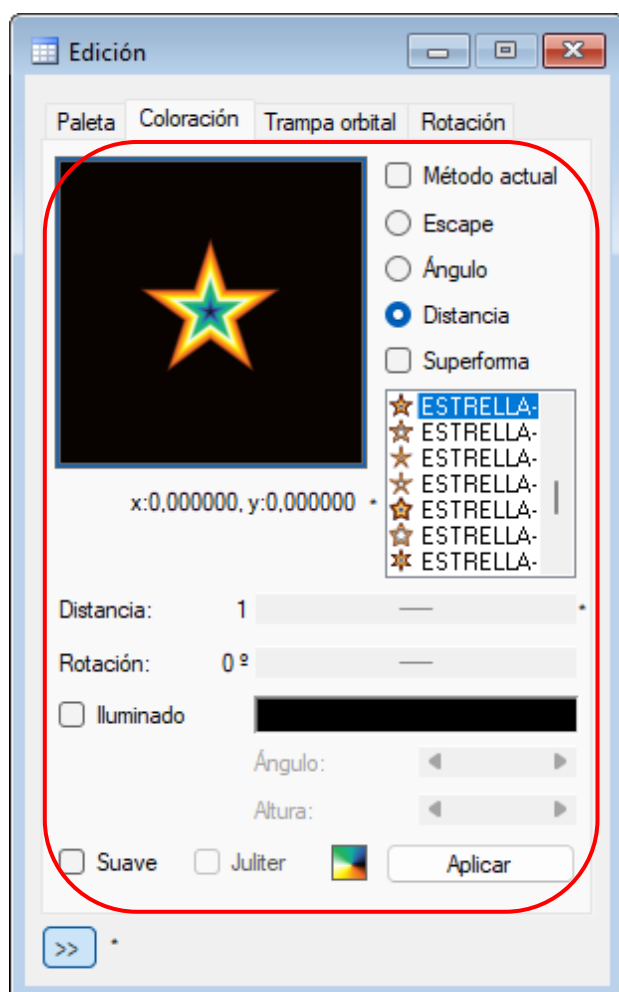 Edición
Paleta Coloración Trampa orbital Rotación
Método actual
Escape
Ángulo
Distancia
Superforma
ESTRELLA-
ESTRELLA-
ESTRELLA-
ESTRELLA-
ESTRELLA-
ESTRELLA-
ESTRELLA-
x:0,000000, y:0,000000 *
Distancia: 1 *
Rotación: 0 º
Iluminado
Ángulo:
Altura:
Suave Juliter Aplicar
>> *